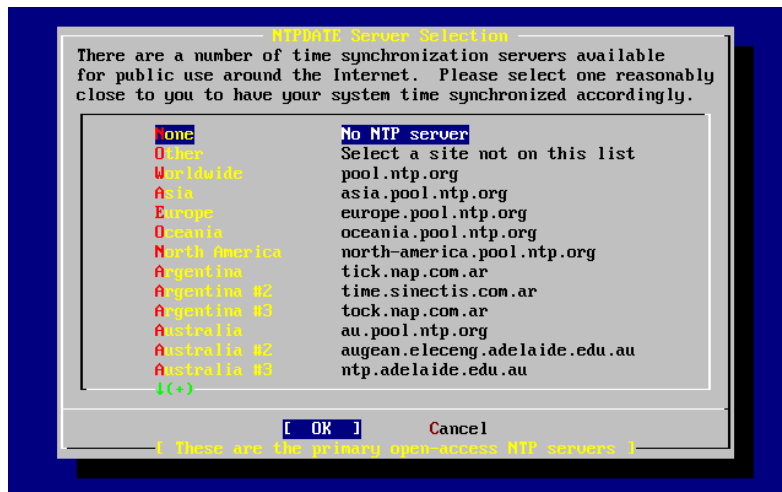 NTPDATE Server Selection
There are a number of time synchronization servers available
for public use around the Internet.  Please select one reasonably
close to you to have your system time synchronized accordingly.
None No NTP server
Other Select a site not on this list
Worldwide pool.ntp.org
Asia asia.pool.ntp.org
Europe europe.pool.ntp.org
Oceania oceania.pool.ntp.org
North America north-america.pool.ntp.org
Argentina tick.nap.com.ar
Argentina #2 time.sinectis.com.ar
Argentina #3 tock.nap.com.ar
Australia au.pool.ntp.org
Australia #2 augean.eleceng.adelaide.edu.au
Australia #3 ntp.adelaide.edu.au
↓(+)
[ OK ] Cancel
[ These are the primary open-access NTP servers ]